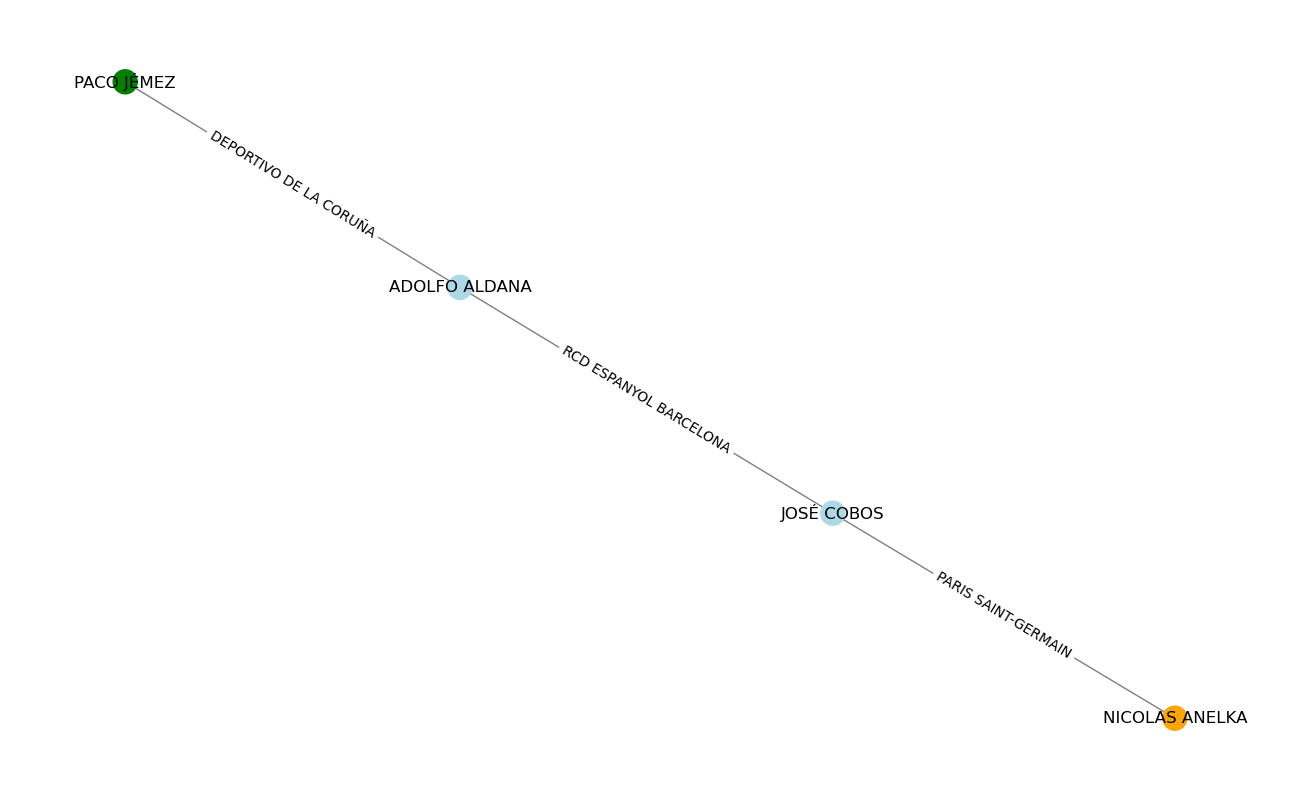 PACO JÉMEZ
DEPORTIVO DE LA CORUÑA
ADOLFO ALDANA
RCD ESPANYOL BARCELONA
JOSÉ COBOS
PARIS SAINT-GERMAIN
NICOLAS ANELKA